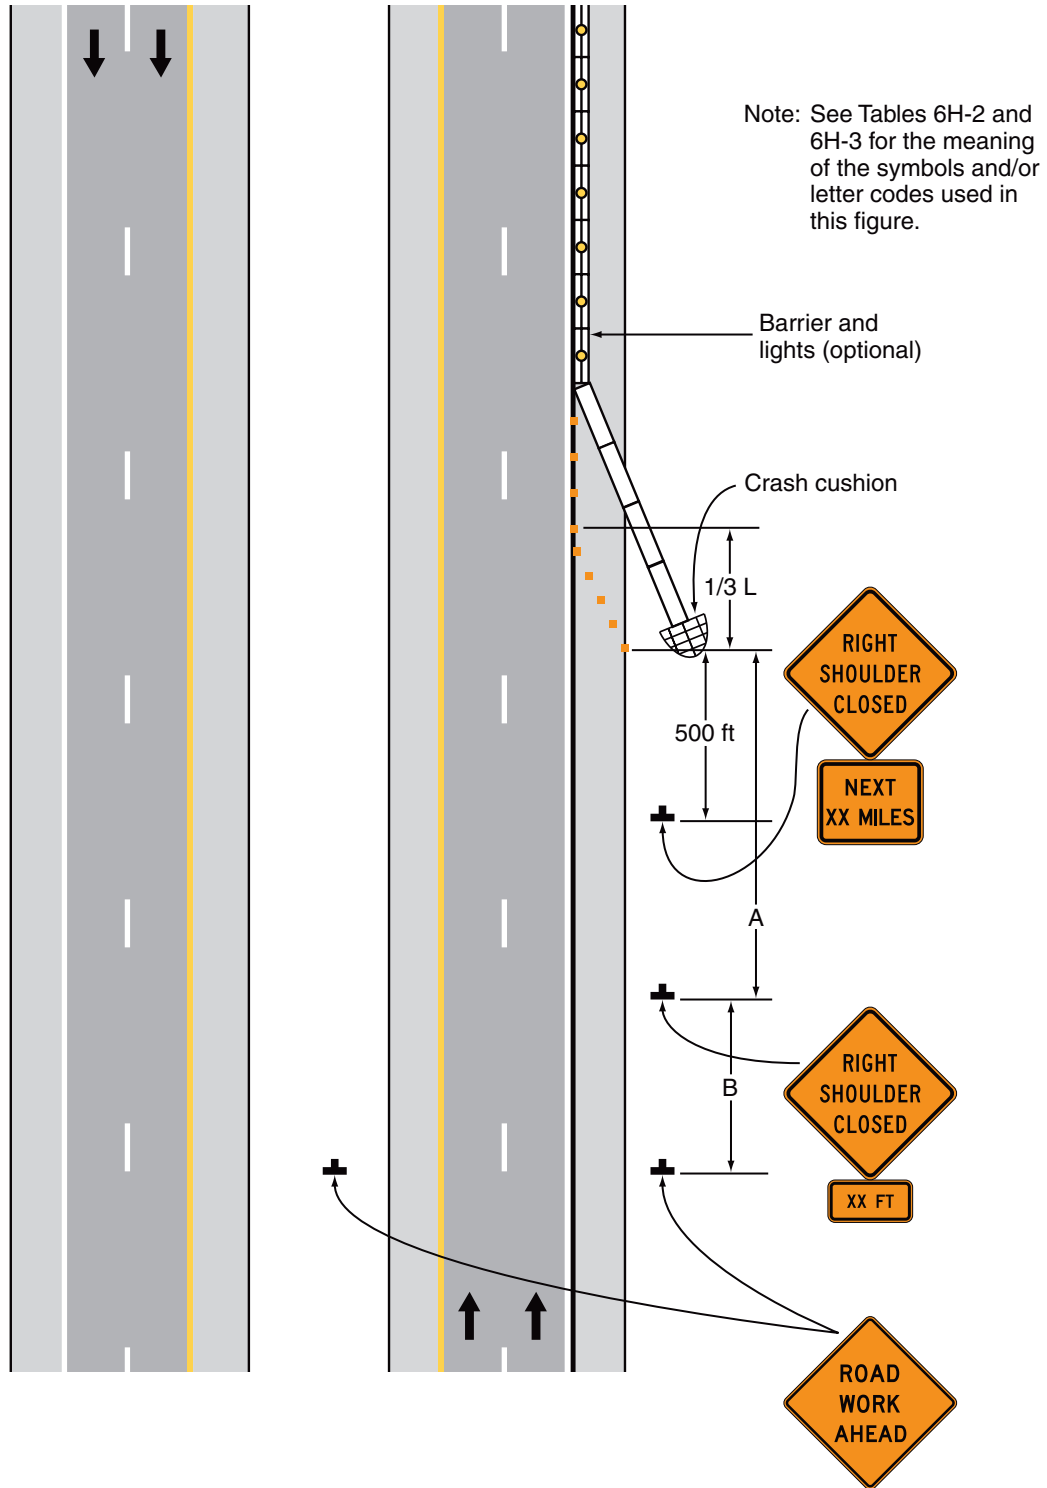 Note: See Tables 6H-2 and
6H-3 for the meaning
of the symbols and/or
letter codes used in
this figure.
Barrier and
lights (optional)
Crash cushion
1/3 L
RIGHT
SHOULDER
CLOSED
500 ft
NEXT
XX MILES
A
RIGHT
SHOULDER
CLOSED
B
XX FT
ROAD
WORK
AHEAD